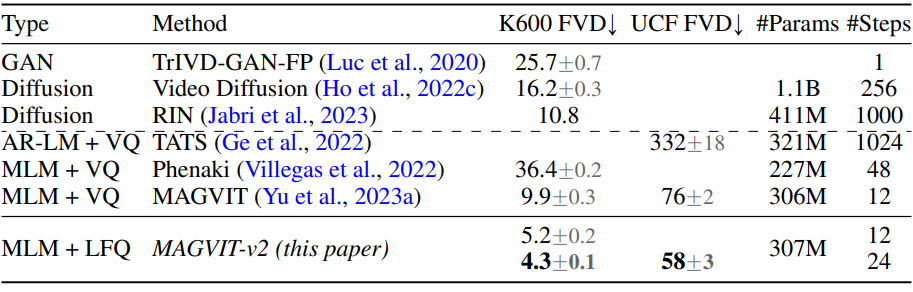 Type Method K600 FVD↓ UCF FVD↓ #Params #Steps
GAN TrIVD-GAN-FP (Luc et al., 2020) 25.7±0.7 1
Diffusion Video Diffusion (Ho et al., 2022c) 16.2±0.3 1.1B 256
Diffusion RIN (Jabri et al., 2023) 10.8 411M 1000
AR-LM + VQ TATS (Ge et al., 2022) 332±18 321M 1024
MLM + VQ Phenaki (Villegas et al., 2022) 36.4±0.2 227M 48
MLM + VQ MAGVIT (Yu et al., 2023a) 9.9±0.3 76±2 306M 12
MLM + LFQ MAGVIT-v2 (this paper) 307M
5.2±0.2 12
4.3±0.1 58±3 24